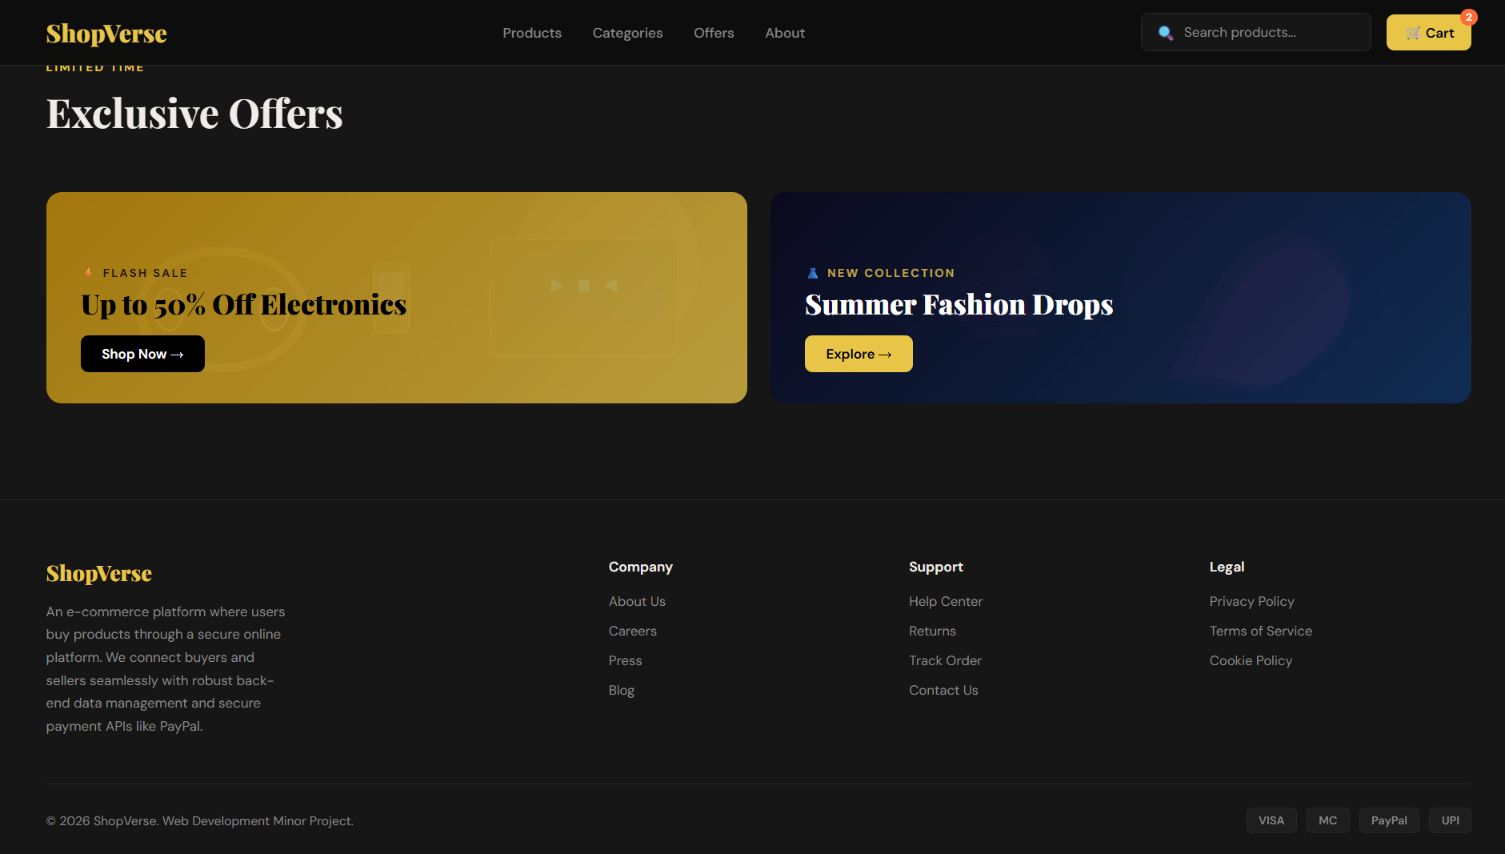 ShopVerse
Products Categories Offers About
Search products...
Cart
2
LIMITED TIME
Exclusive Offers
FLASH SALE
Up to 50% Off Electronics
Shop Now →
NEW COLLECTION
Summer Fashion Drops
Explore →
ShopVerse
An e-commerce platform where users
buy products through a secure online
platform. We connect buyers and
sellers seamlessly with robust back-
end data management and secure
payment APIs like PayPal.
Company
About Us
Careers
Press
Blog
Support
Help Center
Returns
Track Order
Contact Us
Legal
Privacy Policy
Terms of Service
Cookie Policy
© 2026 ShopVerse. Web Development Minor Project.
VISA MC PayPal UPI